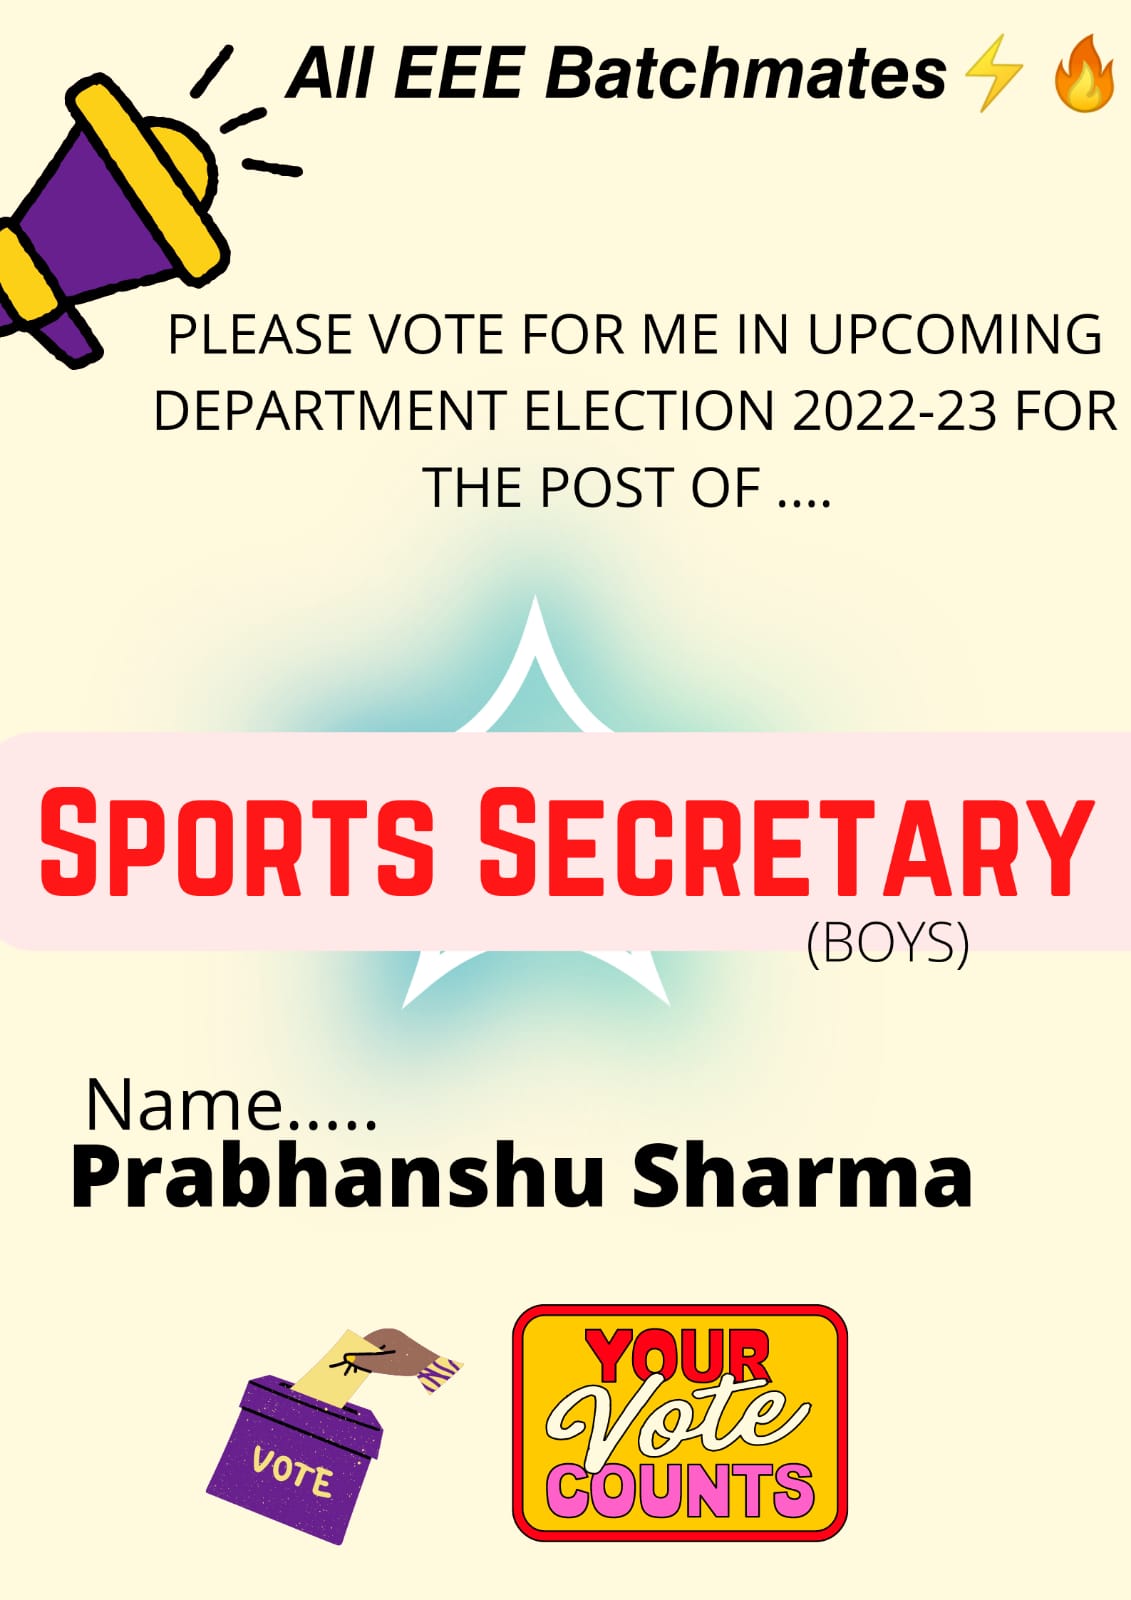 All EEE Batchmates⚡🔥
PLEASE VOTE FOR ME IN UPCOMING
DEPARTMENT ELECTION 2022-23 FOR
THE POST OF ....
SPORTS SECRETARY
(BOYS)
Name.....
Prabhanshu Sharma
VOTE
YOUR
Vote
COUNTS